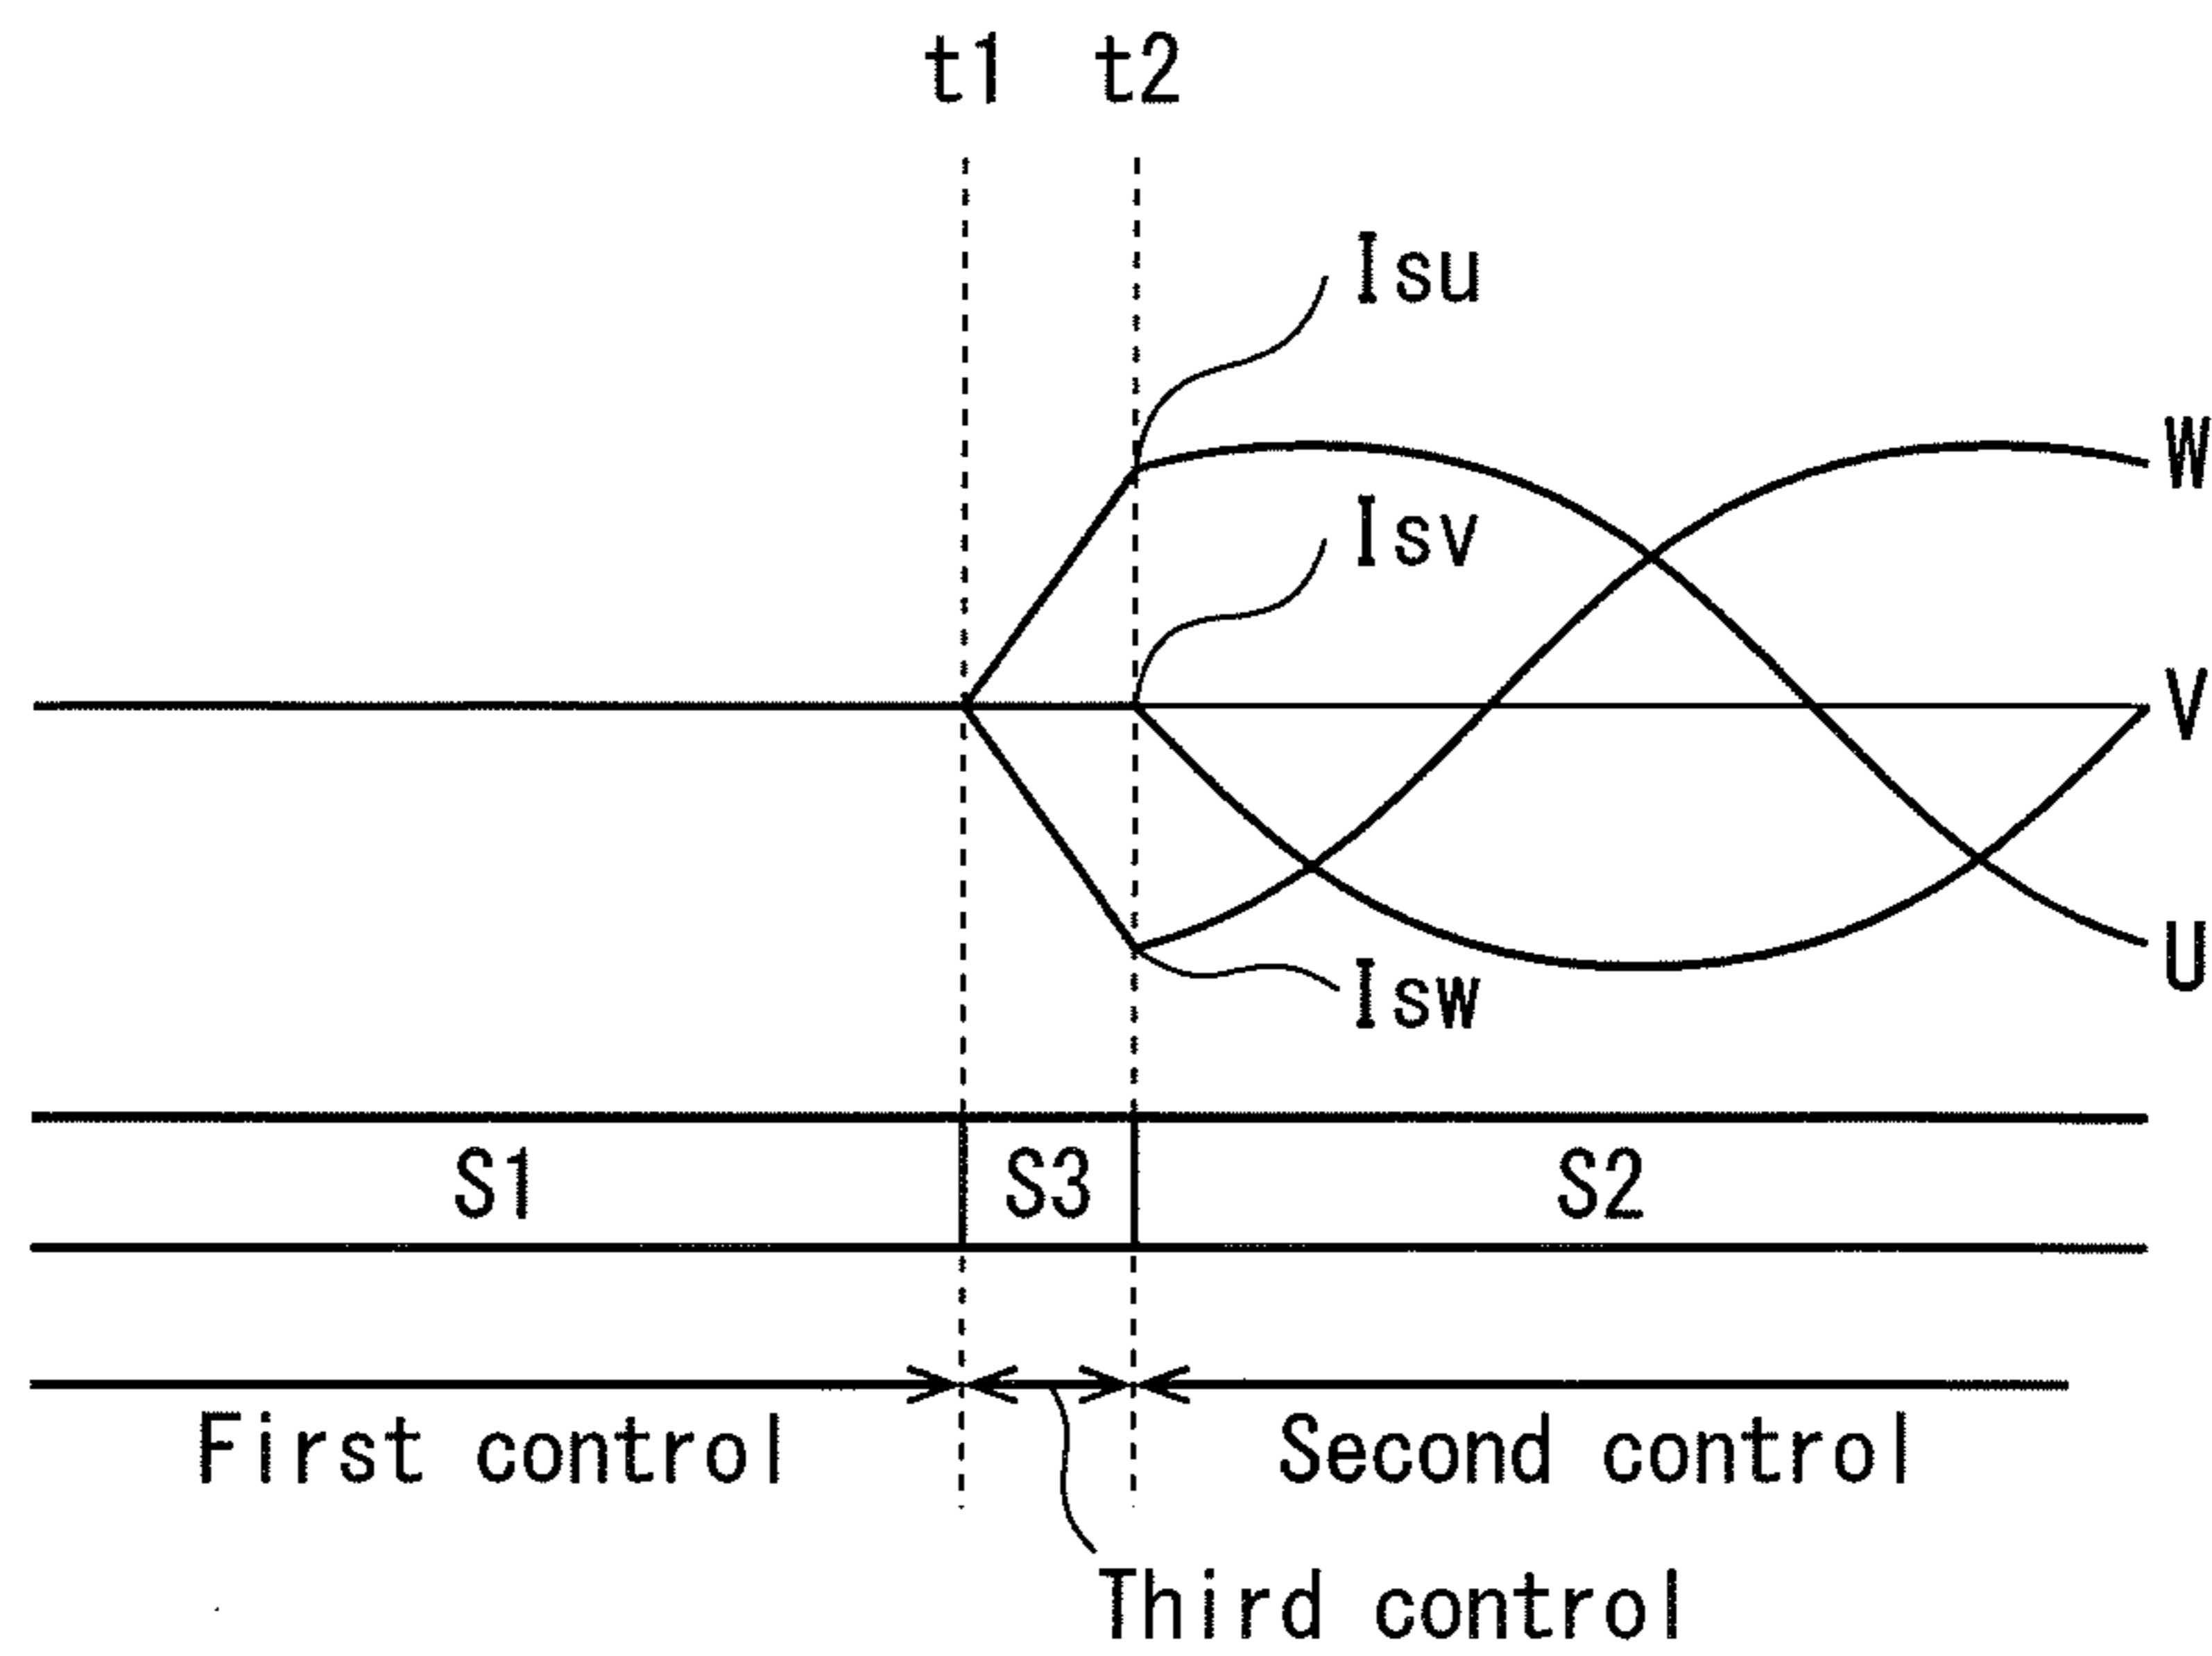 t1 t2
Isu
W
Isv
V
U
Isw
S1 S3 S2
First control Second control
Third control